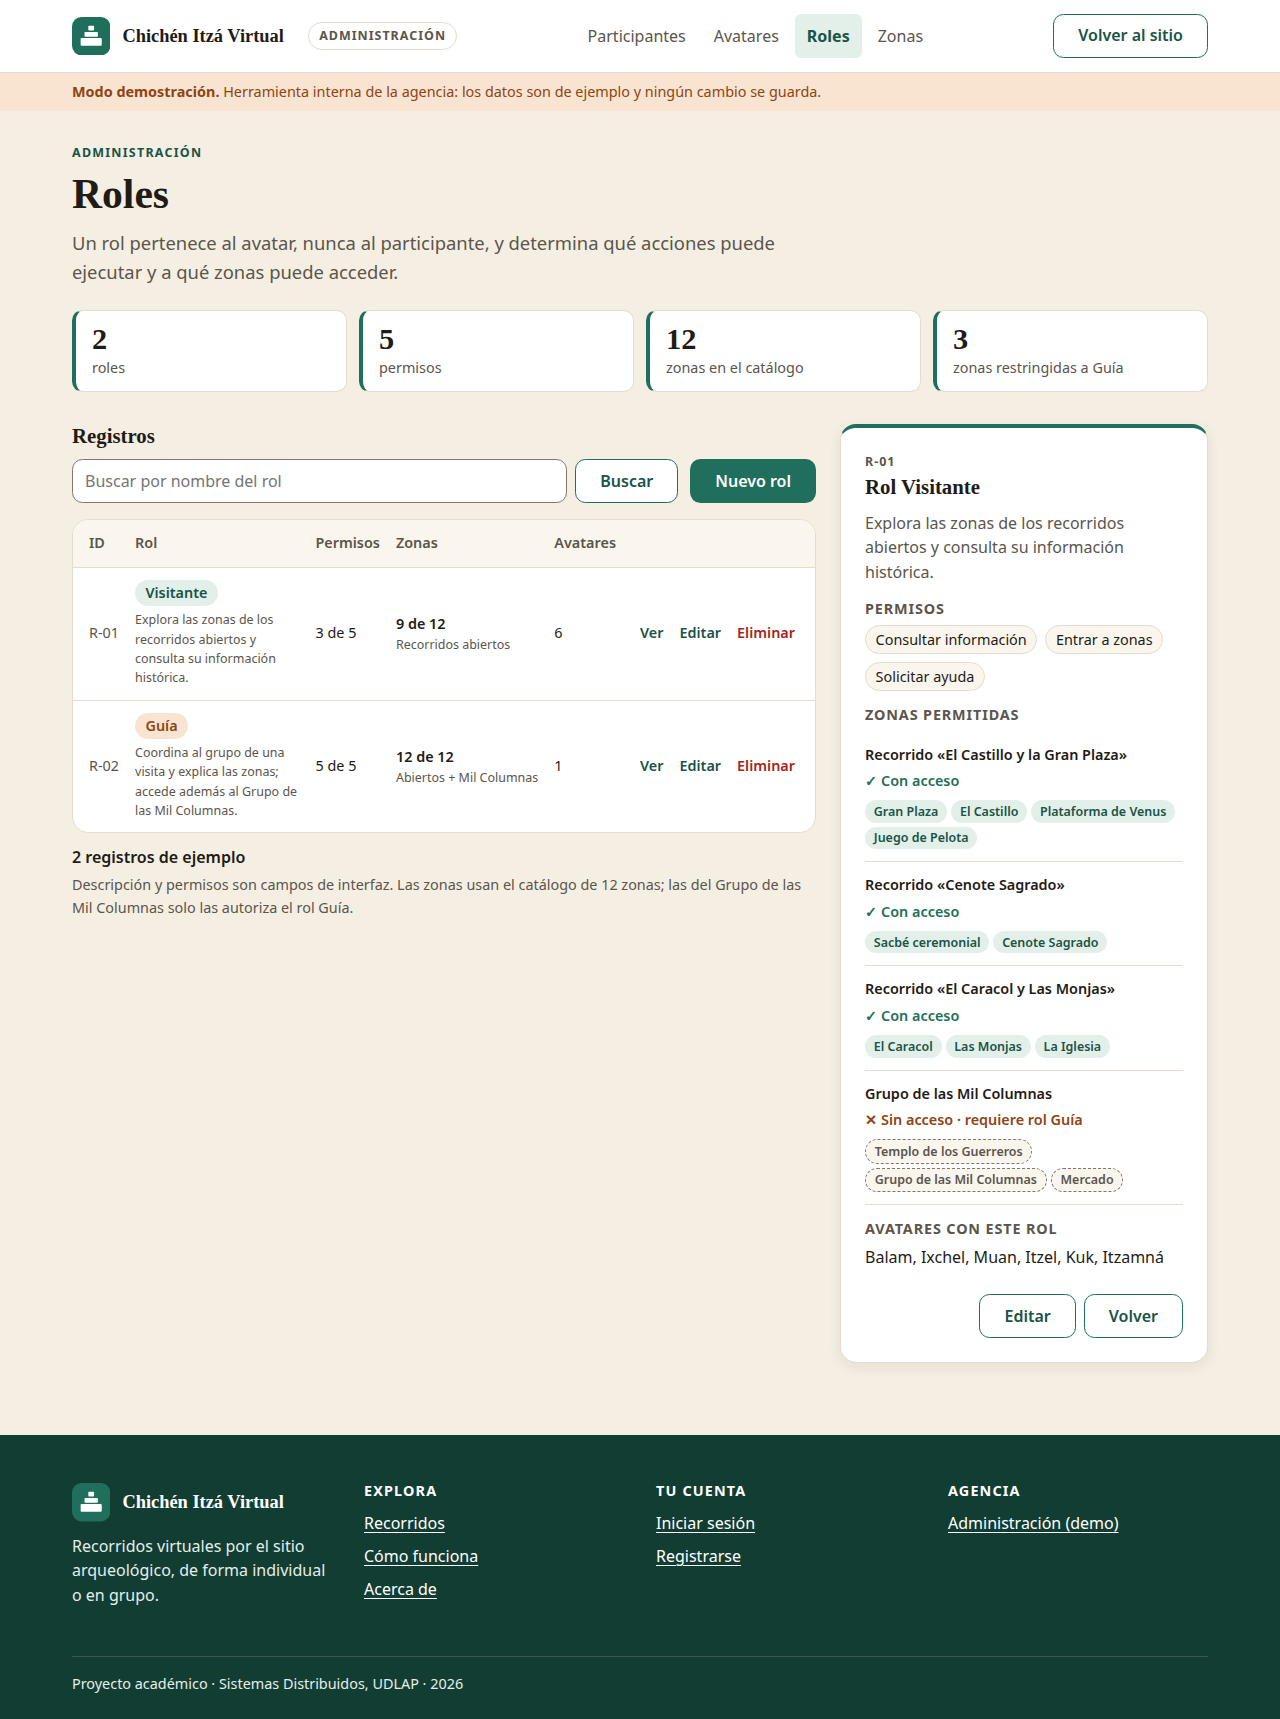 Chichén Itzá Virtual
ADMINISTRACIÓN
Participantes
Avatares
Roles
Zonas
Volver al sitio
Modo demostración. Herramienta interna de la agencia: los datos son de ejemplo y ningún cambio se guarda.
ADMINISTRACIÓN
Roles
Un rol pertenece al avatar, nunca al participante, y determina qué acciones puede
ejecutar y a qué zonas puede acceder.
2
roles
5
permisos
12
zonas en el catálogo
3
zonas restringidas a Guía
Registros
Buscar por nombre del rol
Buscar
Nuevo rol
ID Rol Permisos Zonas Avatares
R-01
Visitante
Explora las zonas de los
recorridos abiertos y
consulta su información
histórica.
3 de 5
9 de 12
Recorridos abiertos
6
Ver Editar Eliminar
R-02
Guía
Coordina al grupo de una
visita y explica las zonas;
accede además al Grupo de
las Mil Columnas.
5 de 5
12 de 12
Abiertos + Mil Columnas
1
Ver Editar Eliminar
2 registros de ejemplo
Descripción y permisos son campos de interfaz. Las zonas usan el catálogo de 12 zonas; las del Grupo de las
Mil Columnas solo las autoriza el rol Guía.
R-01
Rol Visitante
Explora las zonas de los recorridos
abiertos y consulta su información
histórica.
PERMISOS
Consultar información
Entrar a zonas
Solicitar ayuda
ZONAS PERMITIDAS
Recorrido «El Castillo y la Gran Plaza»
✓ Con acceso
Gran Plaza
El Castillo
Plataforma de Venus
Juego de Pelota
Recorrido «Cenote Sagrado»
✓ Con acceso
Sacbé ceremonial
Cenote Sagrado
Recorrido «El Caracol y Las Monjas»
✓ Con acceso
El Caracol
Las Monjas
La Iglesia
Grupo de las Mil Columnas
✕ Sin acceso · requiere rol Guía
Templo de los Guerreros
Grupo de las Mil Columnas
Mercado
AVATARES CON ESTE ROL
Balam, Ixchel, Muan, Itzel, Kuk, Itzamná
Editar
Volver
Chichén Itzá Virtual
Recorridos virtuales por el sitio
arqueológico, de forma individual
o en grupo.
EXPLORA
Recorridos
Cómo funciona
Acerca de
TU CUENTA
Iniciar sesión
Registrarse
AGENCIA
Administración (demo)
Proyecto académico · Sistemas Distribuidos, UDLAP · 2026